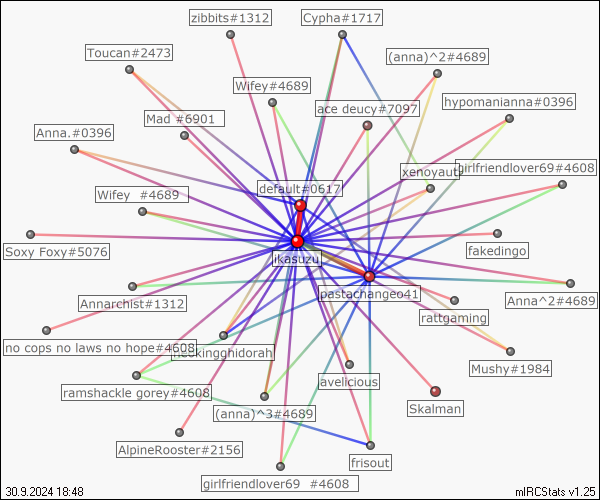 zibbits#1312
Cypha#1717
Toucan#2473
(anna)^2#4689
Wifey#4689
ace deucy#7097
hypomanianna#0396
Mad #6901
Anna.#0396
xenoyaut
girlfriendlover69#4608
default#0617
Wifey #4689
Soxy Foxy#5076
ikasuzu
fakedingo
pastachangeo41
Annarchist#1312
Anna^2#4689
rattgaming
no cops no laws no hope#4608
Mushy#1984
avelicious
ramshackle gorey#4608
(anna)^3#4689
Skalman
AlpineRooster#2156
frisout
girlfriendlover69 #4608
30.9.2024 18:48
mIRCStats v1.25